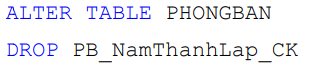 ALTER TABLE PHONGBAN
DROP PB_NamThanhLap_CK